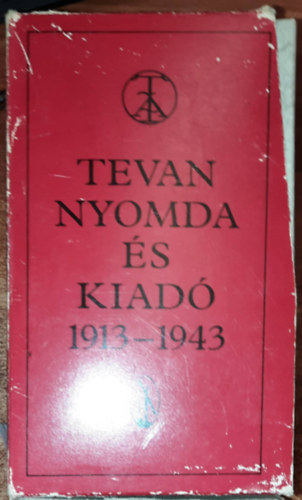 TEVAN
NYOMDA
ÉS
KIADÓ
1913–1943